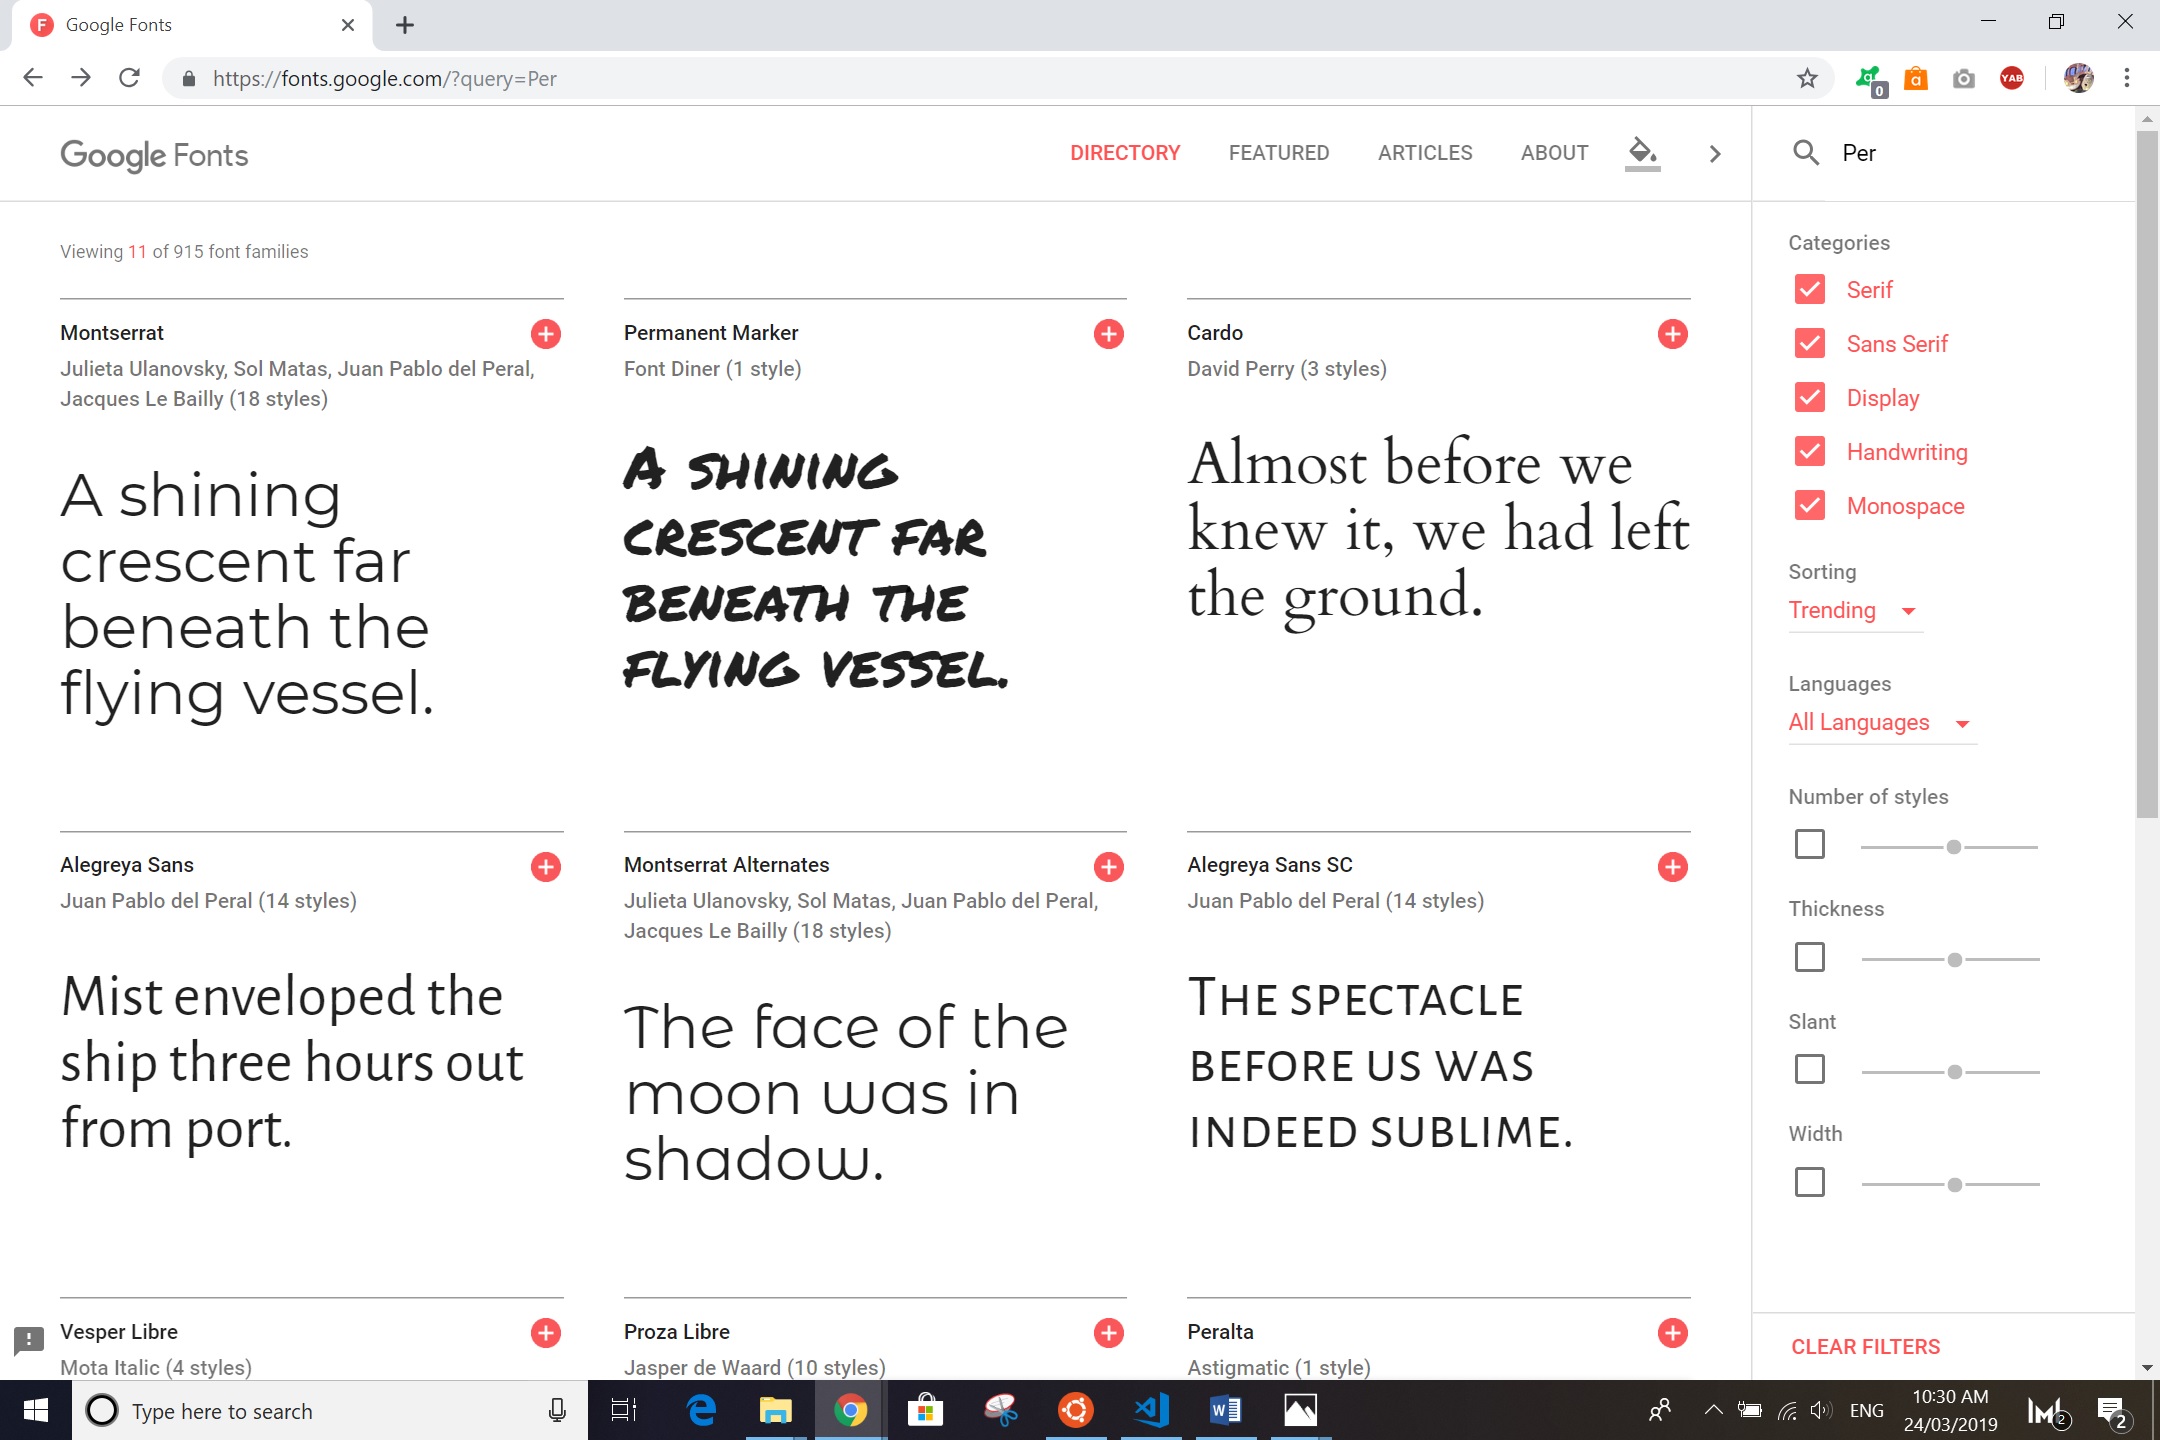 Google Fonts
https://fonts.google.com/?query=Per
0
a
YAB
Google Fonts
DIRECTORY FEATURED ARTICLES ABOUT
Per
Viewing 11 of 915 font families
Montserrat
Julieta Ulanovsky, Sol Matas, Juan Pablo del Peral,
Jacques Le Bailly (18 styles)
A shining
crescent far
beneath the
flying vessel.
Permanent Marker
Font Diner (1 style)
A SHINING
CRESCENT FAR
BENEATH THE
FLYING VESSEL.
Cardo
David Perry (3 styles)
Almost before we
knew it, we had left
the ground.
Alegreya Sans
Juan Pablo del Peral (14 styles)
Mist enveloped the
ship three hours out
from port.
Montserrat Alternates
Julieta Ulanovsky, Sol Matas, Juan Pablo del Peral,
Jacques Le Bailly (18 styles)
The face of the
moon was in
shadow.
Alegreya Sans SC
Juan Pablo del Peral (14 styles)
The spectacle
before us was
indeed sublime.
Vesper Libre
Mota Italic (4 styles)
Proza Libre
Jasper de Waard (10 styles)
Peralta
Astigmatic (1 style)
Categories
Serif
Sans Serif
Display
Handwriting
Monospace
Sorting
Trending
Languages
All Languages
Number of styles
Thickness
Slant
Width
CLEAR FILTERS
Type here to search
ENG
10:30 AM
24/03/2019
2
2